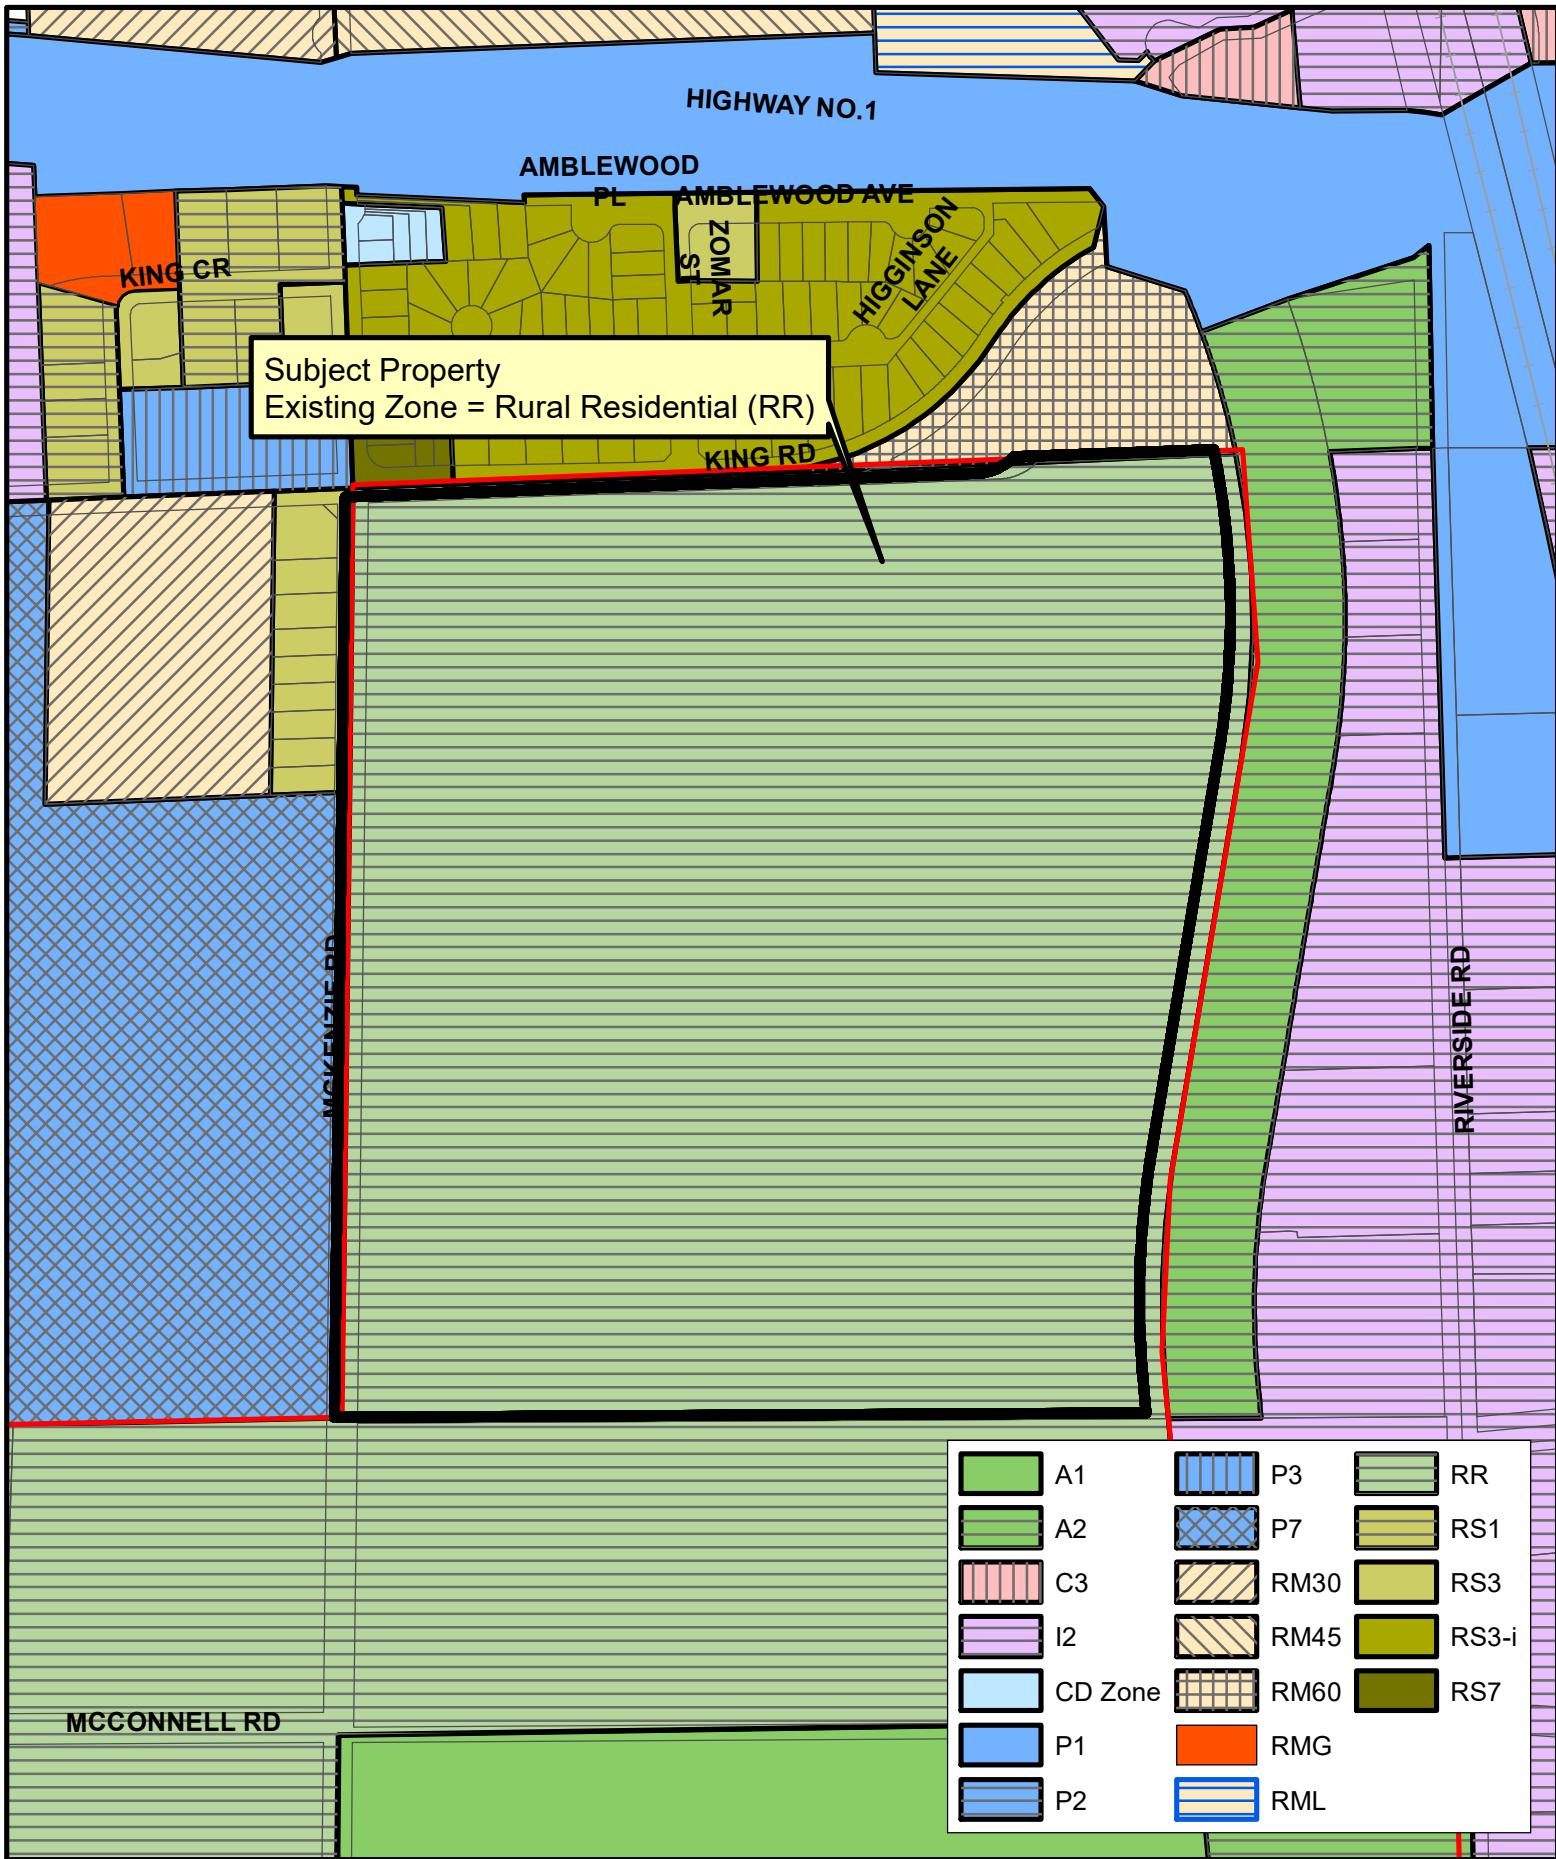 HIGHWAY NO.1
AMBLEWOOD
PL
AMBLEWOOD AVE
ZOMAR
ST
HIGGINSON
LANE
KING CR
Subject Property
Existing Zone = Rural Residential (RR)
KING RD
MCKENZIE RD
RIVERSIDE RD
MCCONNELL RD
A1
A2
C3
I2
CD Zone
P1
P2
P3
P7
RM30
RM45
RM60
RMG
RML
RR
RS1
RS3
RS3-i
RS7